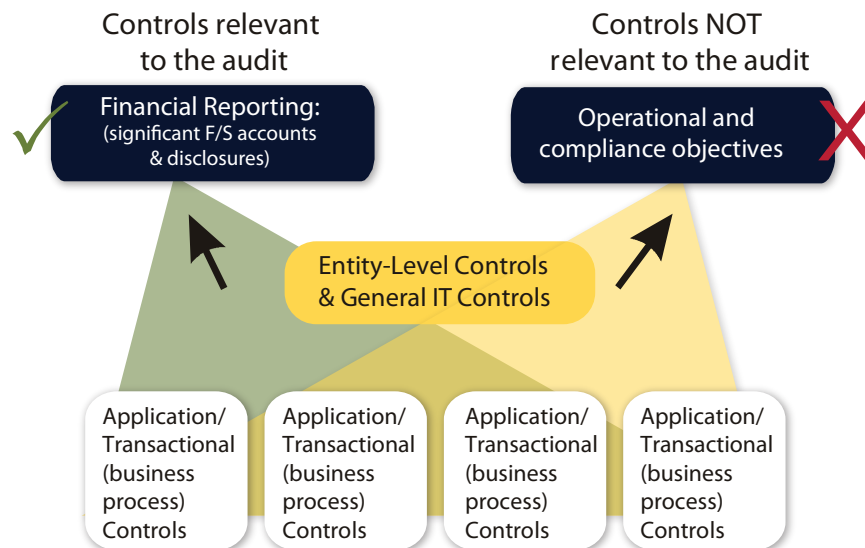 Controls relevant
to the audit
Controls NOT
relevant to the audit
Financial Reporting:
(significant F/S accounts
& disclosures)
Operational and
compliance objectives
Entity-Level Controls
& General IT Controls
Application/
Transactional
(business
process)
Controls
Application/
Transactional
(business
process)
Controls
Application/
Transactional
(business
process)
Controls
Application/
Transactional
(business
process)
Controls